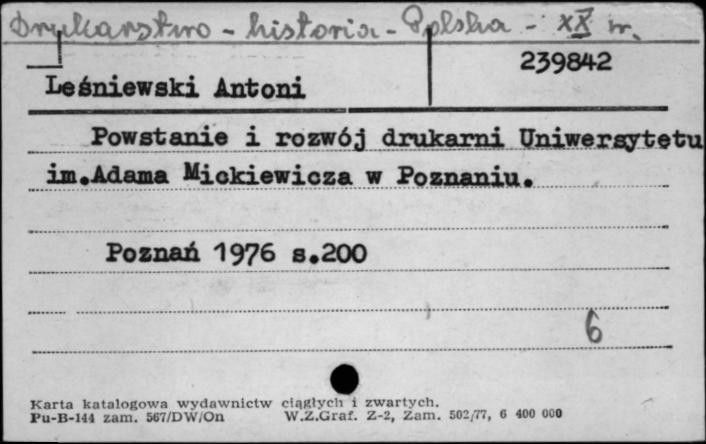 Drukarstwo - historia - Polska - XX w.
239842
Leśniewski Antoni
Powstanie i rozwój drukarni Uniwersytetu
im.Adama Mickiewicza w Poznaniu.
Poznań 1976 s.200
6
Karta katalogowa wydawnictw ciągłych i zwartych.
Pu-B-144 zam. 567/DW/On W.Z.Graf. Z-2, Zam. 502/77, 6 400 000